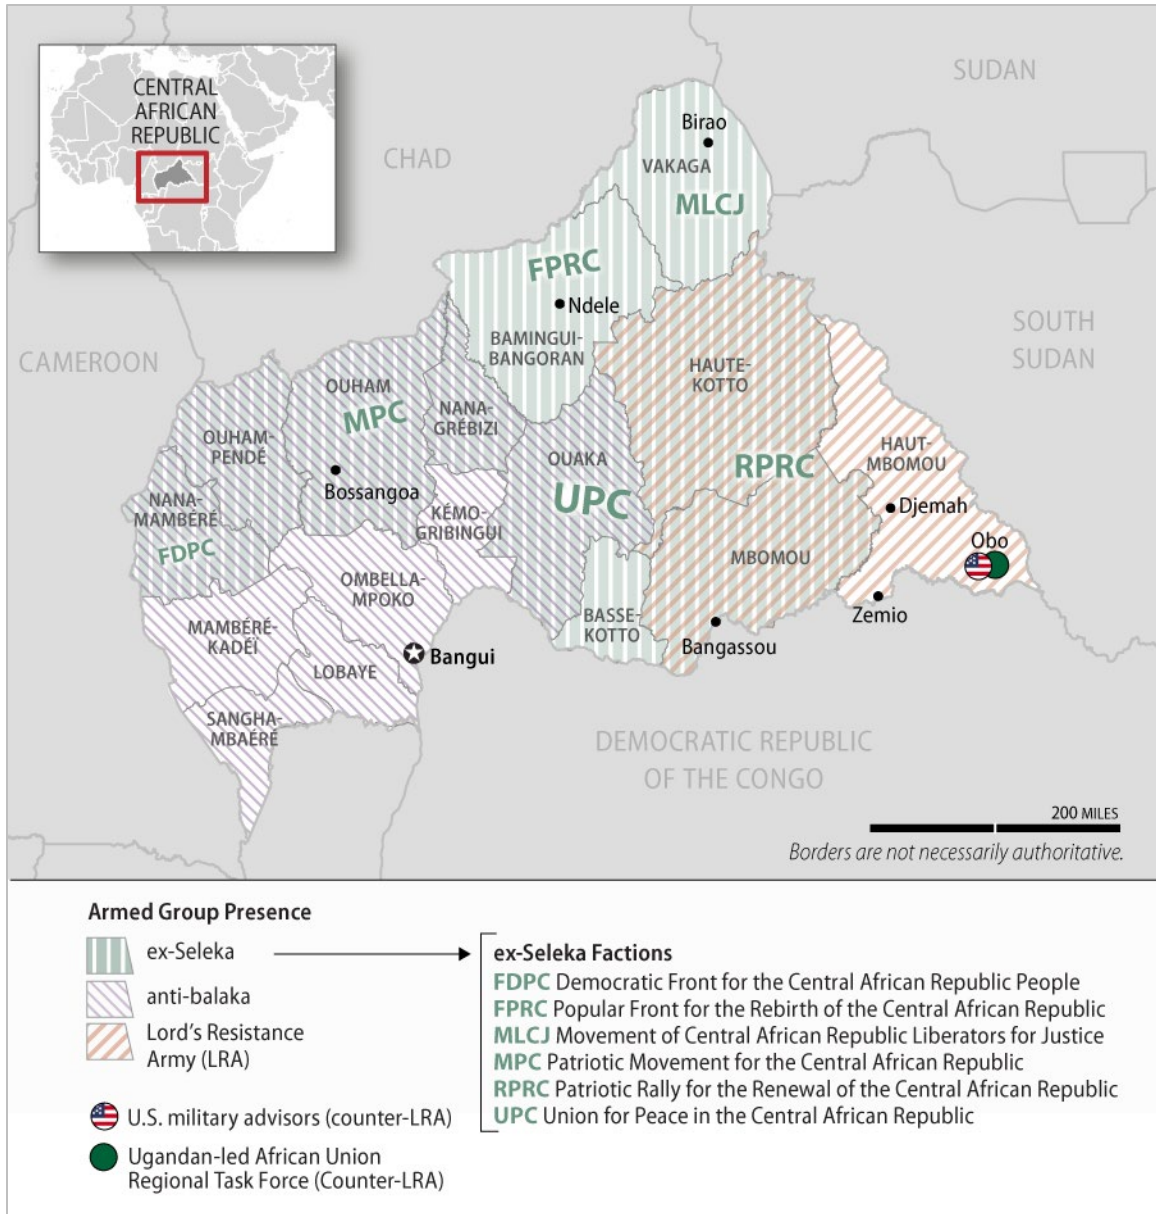 CENTRAL
AFRICAN
REPUBLIC
SUDAN
CHAD
Birao
VAKAGA
MLCJ
FPRC
Ndele
BAMINGUI-
BANGORAN
SOUTH
SUDAN
CAMEROON
HAUTE-
KOTTO
OUHAM
MPC
NANA-
GRÉBIZI
OUHAM-
PENDÉ
HAUT-
MBOMOU
OUAKA
RPRC
Bossangoa
UPC
NANA-
MAMBÉRÉ
FDPC
KÉMO-
GRIBINGUI
Djemah
Obo
MBOMOU
OMBELLA-
MPOKO
BASSE-
KOTTO
Zemio
MAMBÉRÉ-
KADEÏ
Bangassou
Bangui
LOBAYE
SANGHA-
MBAÉRÉ
DEMOCRATIC REPUBLIC
OF THE CONGO
200 MILES
Borders are not necessarily authoritative.
Armed Group Presence
ex-Seleka
anti-balaka
Lord's Resistance
Army (LRA)
U.S. military advisors (counter-LRA)
Ugandan-led African Union
Regional Task Force (Counter-LRA)
ex-Seleka Factions
FDPC Democratic Front for the Central African Republic People
FPRC Popular Front for the Rebirth of the Central African Republic
MLCJ Movement of Central African Republic Liberators for Justice
MPC Patriotic Movement for the Central African Republic
RPRC Patriotic Rally for the Renewal of the Central African Republic
UPC Union for Peace in the Central African Republic